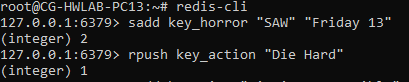 root@CG-HWLAB-PC13:~# redis-cli
127.0.0.1:6379> sadd key_horror "SAW" "Friday 13"
(integer) 2
127.0.0.1:6379> rpush key_action "Die Hard"
(integer) 1